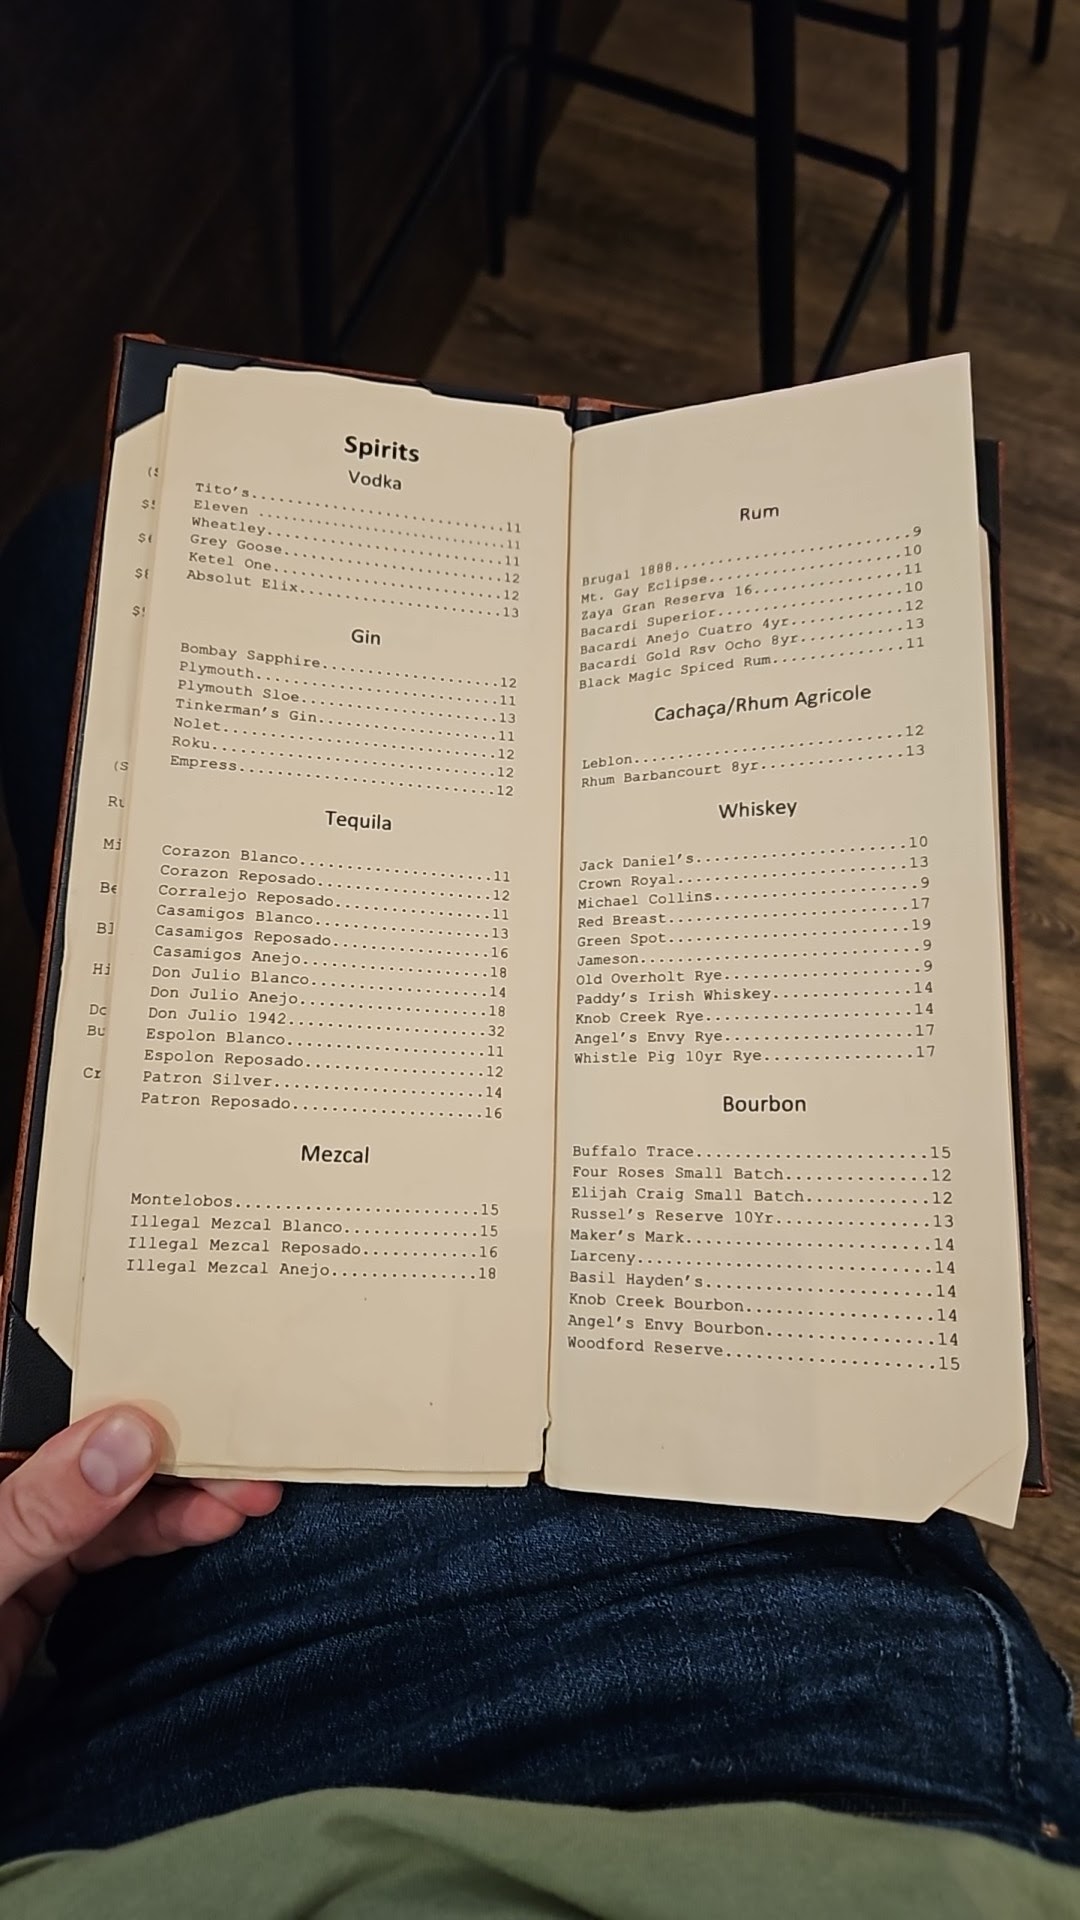 Spirits
Vodka
Tito's..............................11
Eleven ..............................11
Wheatley............................11
Grey Goose..........................12
Ketel One...........................12
Absolut Elix........................13
Gin
Bombay Sapphire....................12
Plymouth............................11
Plymouth Sloe.......................13
Tinkerman's Gin....................11
Nolet...............................12
Roku................................12
Empress.............................12
Tequila
Corazon Blanco.....................11
Corazon Reposado...................12
Corralejo Reposado.................11
Casamigos Blanco...................13
Casamigos Reposado.................16
Casamigos Anejo....................18
Don Julio Blanco...................14
Don Julio Anejo....................18
Don Julio 1942.....................32
Espolon Blanco.....................11
Espolon Reposado...................12
Patron Silver......................14
Patron Reposado....................16
Mezcal
Montelobos..........................15
Illegal Mezcal Blanco..............15
Illegal Mezcal Reposado............16
Illegal Mezcal Anejo...............18
Rum
Brugal 1888.........................9
Mt. Gay Eclipse....................10
Zaya Gran Reserva 16...............11
Bacardi Superior...................10
Bacardi Anejo Cuatro 4yr...........12
Bacardi Gold Rsv Ocho 8yr..........13
Black Magic Spiced Rum.............11
Cachaça/Rhum Agricole
Leblon..............................12
Rhum Barbancourt 8yr...............13
Whiskey
Jack Daniel's......................10
Crown Royal.........................13
Michael Collins....................9
Red Breast..........................17
Green Spot..........................19
Jameson.............................9
Old Overholt Rye...................9
Paddy's Irish Whiskey..............14
Knob Creek Rye.....................14
Angel's Envy Rye...................17
Whistle Pig 10yr Rye...............17
Bourbon
Buffalo Trace......................15
Four Roses Small Batch.............12
Elijah Craig Small Batch...........12
Russel's Reserve 10Yr..............13
Maker's Mark.......................14
Larceny.............................14
Basil Hayden's.....................14
Knob Creek Bourbon.................14
Angel's Envy Bourbon...............14
Woodford Reserve...................15